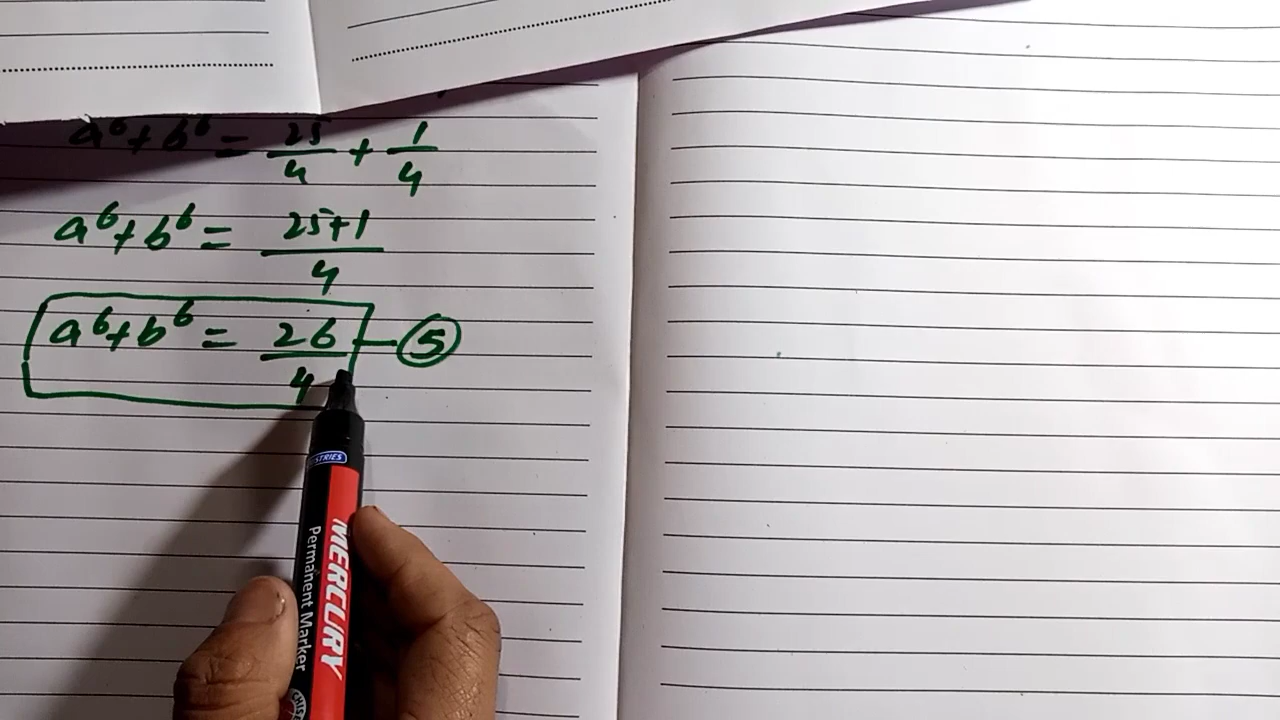 a⁶+b⁶ = 25/4 + 1/4
a⁶+b⁶ = 25+1/4
a⁶+b⁶ = 26/4 — ⑤
USTRIES
MERCURY
Permanent Marker